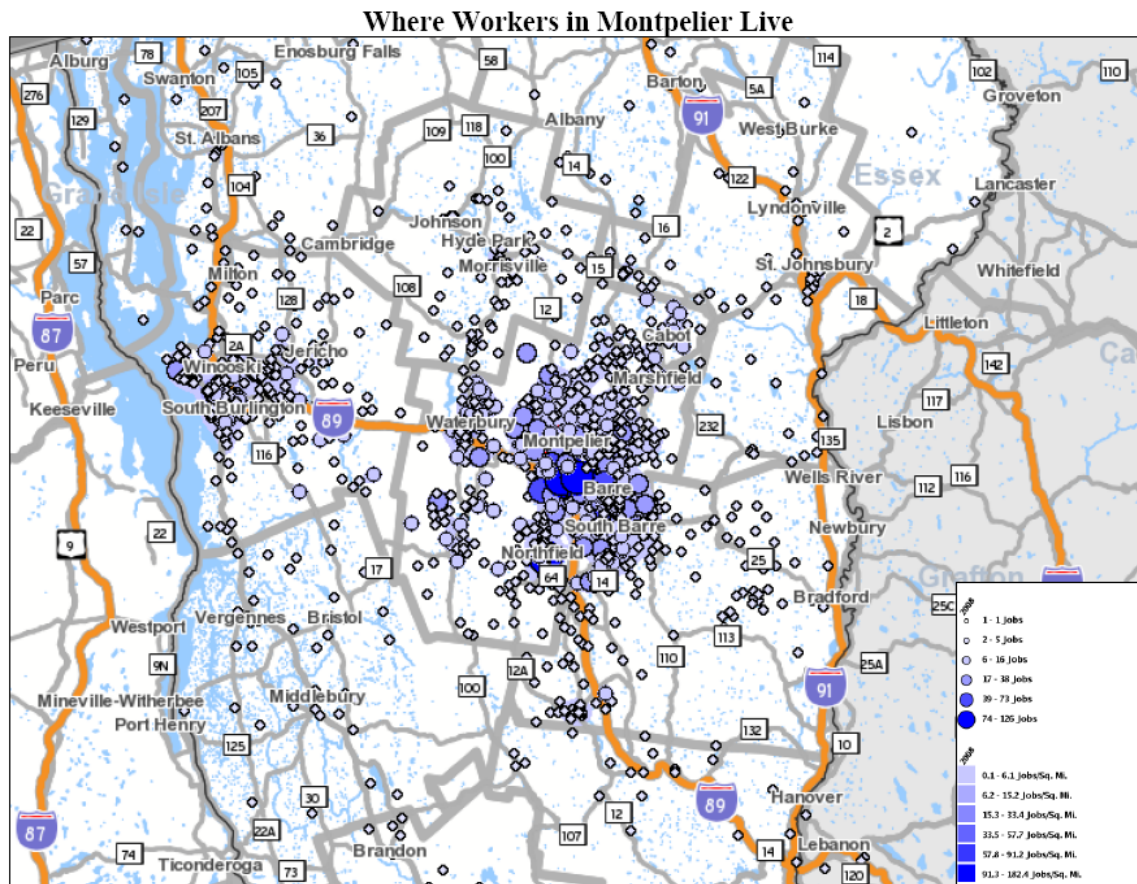 Where Workers in Montpelier Live
Alburg
78
Enosburg Falls
58
114
102
110
Swanton
105
Barton
5A
276
207
Groveton
129
St. Albans
36
109
118
Albany
91
West Burke
104
100
14
122
Essex
Lancaster
Grand Isle
22
Johnson
16
Lyndonville
2
Cambridge
Hyde Park
57
Milton
Morrisville
15
St. Johnsbury
Whitefield
Parc
128
108
12
18
87
Littleton
2A
Cabot
Peru
Winooski
Jericho
Marshfield
142
Ca
Keeseville
South Burlington
89
Waterbury
117
Lisbon
Montpelier
232
135
116
Wells River
116
Barre
112
9
22
South Barre
Newbury
Northfield
25
17
64
14
Grafton
Bradford
25C
Vergennes
Bristol
Westport
113
9N
12A
110
25A
100
Mineville-Witherbee
Middlebury
91
Port Henry
132
125
10
30
Hanover
89
87
22A
12
107
Brandon
14
Lebanon
74
Ticonderoga
73
120
2008
1 - 1 Jobs
2 - 5 Jobs
6 - 16 Jobs
17 - 38 Jobs
39 - 73 Jobs
74 - 126 Jobs
2008
0.1 - 6.1 Jobs/Sq. Mi.
6.2 - 15.2 Jobs/Sq. Mi.
15.3 - 33.4 Jobs/Sq. Mi.
33.5 - 57.7 Jobs/Sq. Mi.
57.8 - 91.2 Jobs/Sq. Mi.
91.3 - 182.4 Jobs/Sq. Mi.